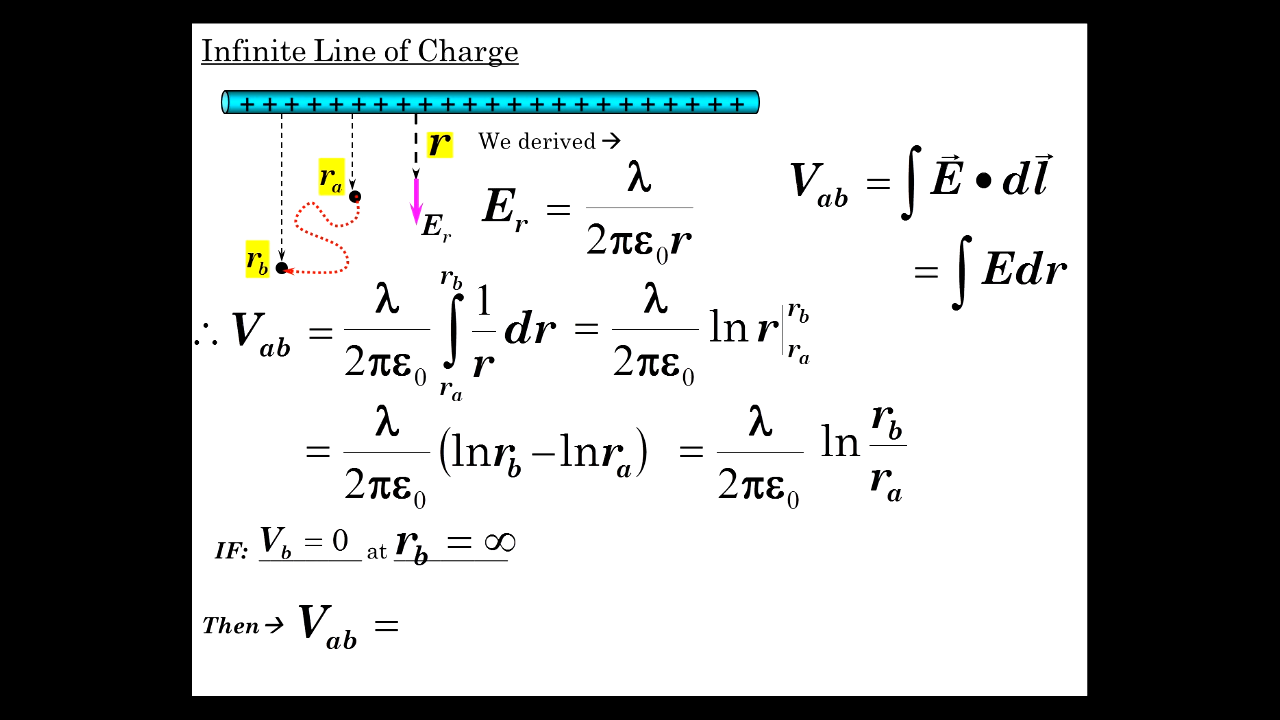 Infinite Line of Charge
+ + + + + + + + + + + + + + + + + + + + + + +
r We derived →
r_a
E_r
r_b
E_r = λ / 2πε₀r
V_ab = ∫ E⃗ • dl⃗
= ∫ Edr
∴ V_ab = λ / 2πε₀ ∫_{r_a}^{r_b} 1/r dr = λ / 2πε₀ ln r |_{r_a}^{r_b}
= λ / 2πε₀ (ln r_b − ln r_a) = λ / 2πε₀ ln r_b / r_a
IF: V_b = 0 at r_b = ∞
Then → V_ab =